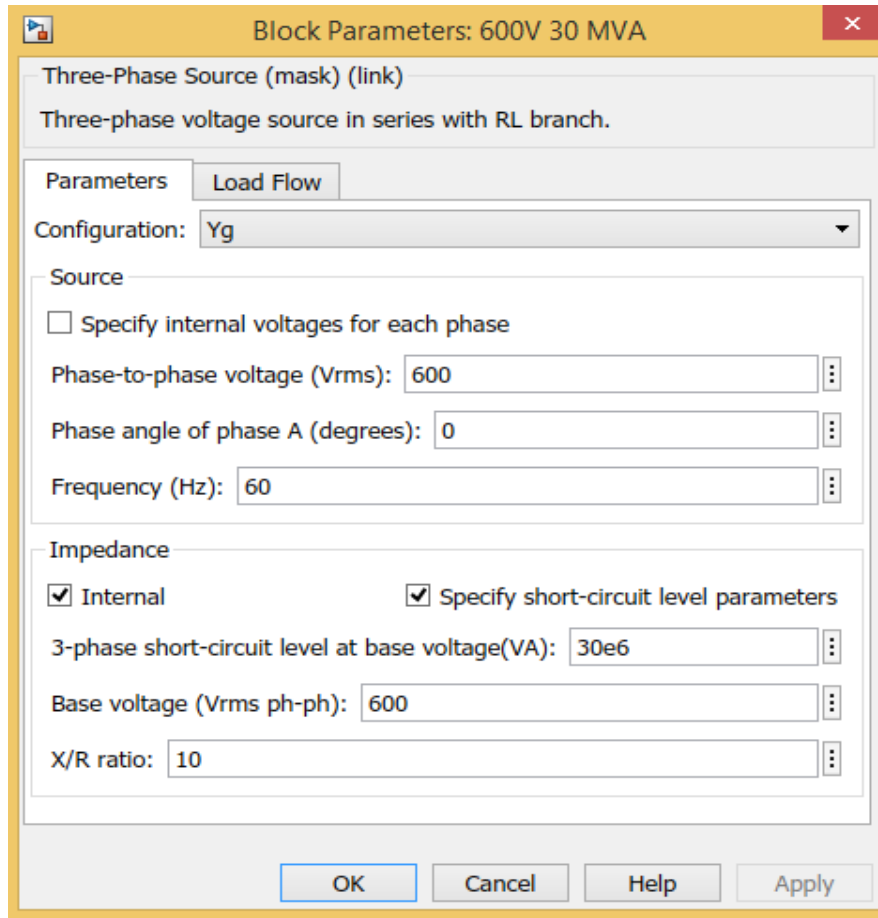 Block Parameters: 600V 30 MVA
Three-Phase Source (mask) (link)
Three-phase voltage source in series with RL branch.
Parameters Load Flow
Configuration: Yg
Source
Specify internal voltages for each phase
Phase-to-phase voltage (Vrms): 600
Phase angle of phase A (degrees): 0
Frequency (Hz): 60
Impedance
Internal Specify short-circuit level parameters
3-phase short-circuit level at base voltage(VA): 30e6
Base voltage (Vrms ph-ph): 600
X/R ratio: 10
OK Cancel Help Apply